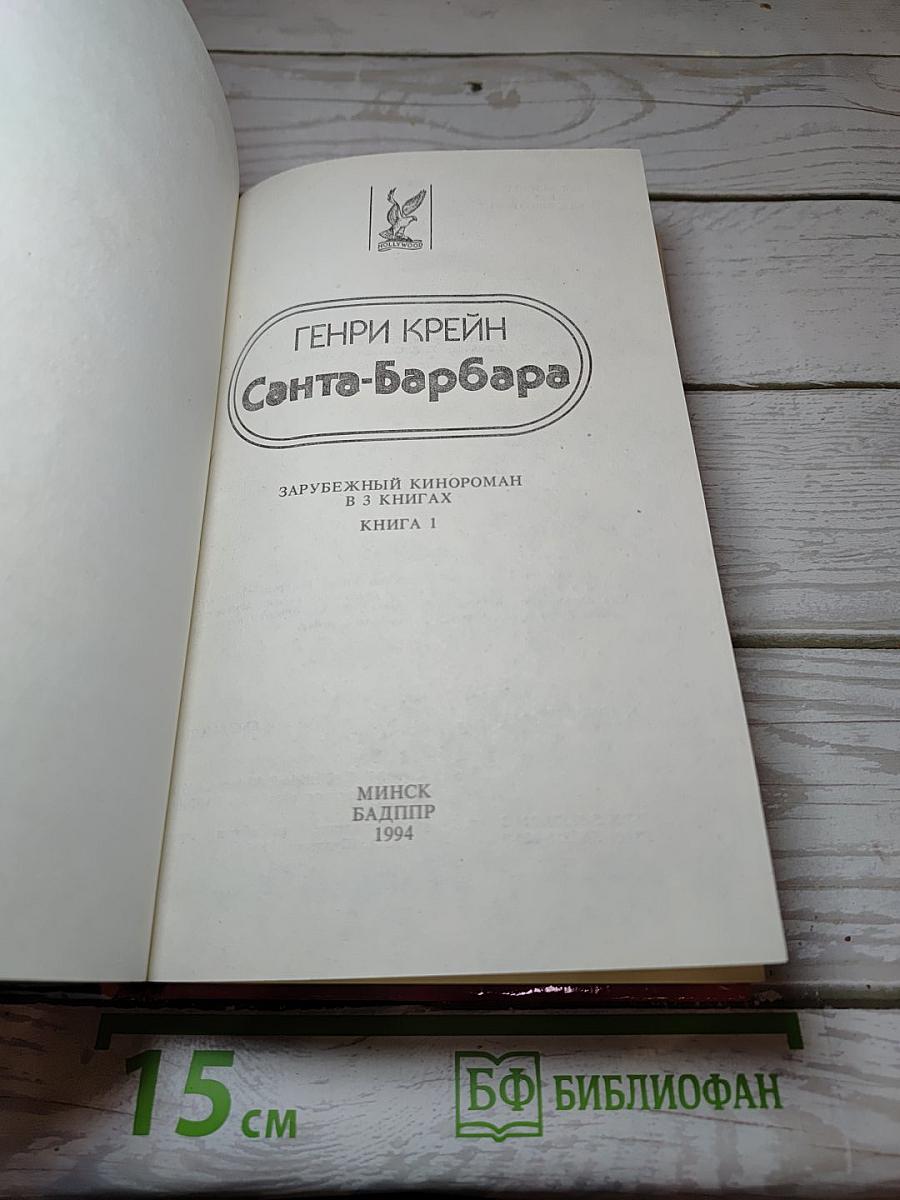 HOLLYWOOD
ГЕНРИ КРЕЙН
Санта-Барбара
ЗАРУБЕЖНЫЙ КИНОРОМАН
В 3 КНИГАХ
КНИГА 1
МИНСК
БАДППР
1994
15 см
БФ БИБЛИОФАН